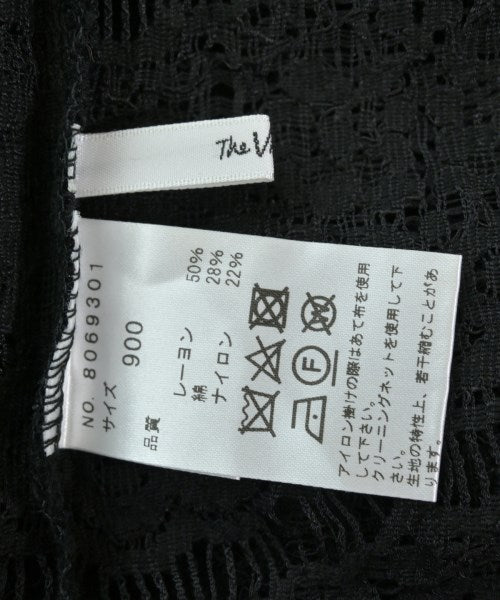 The V
NO. 8069301
サイズ 900
品質
レーヨン 50%
綿 28%
ナイロン 22%
F
アイロン掛けの際はあて布を使用
して下さい。
クリーニングネットを使用して下
さい。
生地の特性上、若干縮むことがあ
ります。